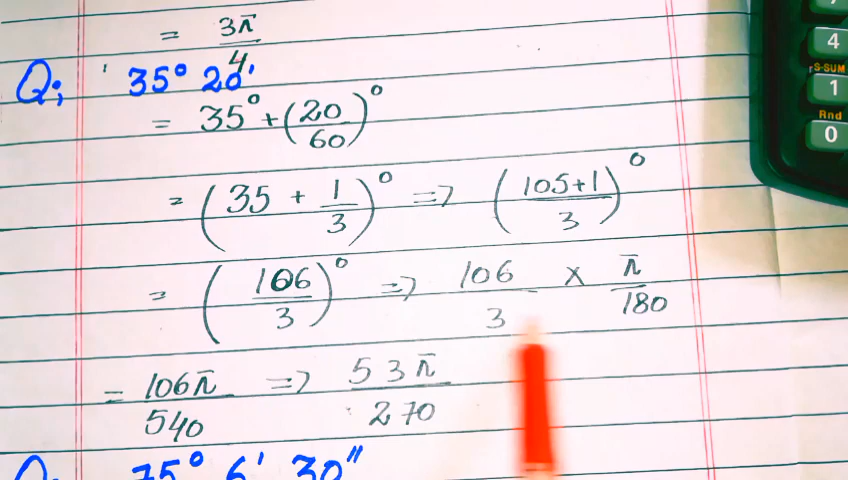 = 3π/4
Q; 35° 20'
= 35° + (20/60)°
= (35 + 1/3)° => (105+1/3)°
= (106/3)° => 106/3 × π/180
= 106π/540 => 53π/270
75° 6' 30"
4
S-SUM
1
Rnd
0